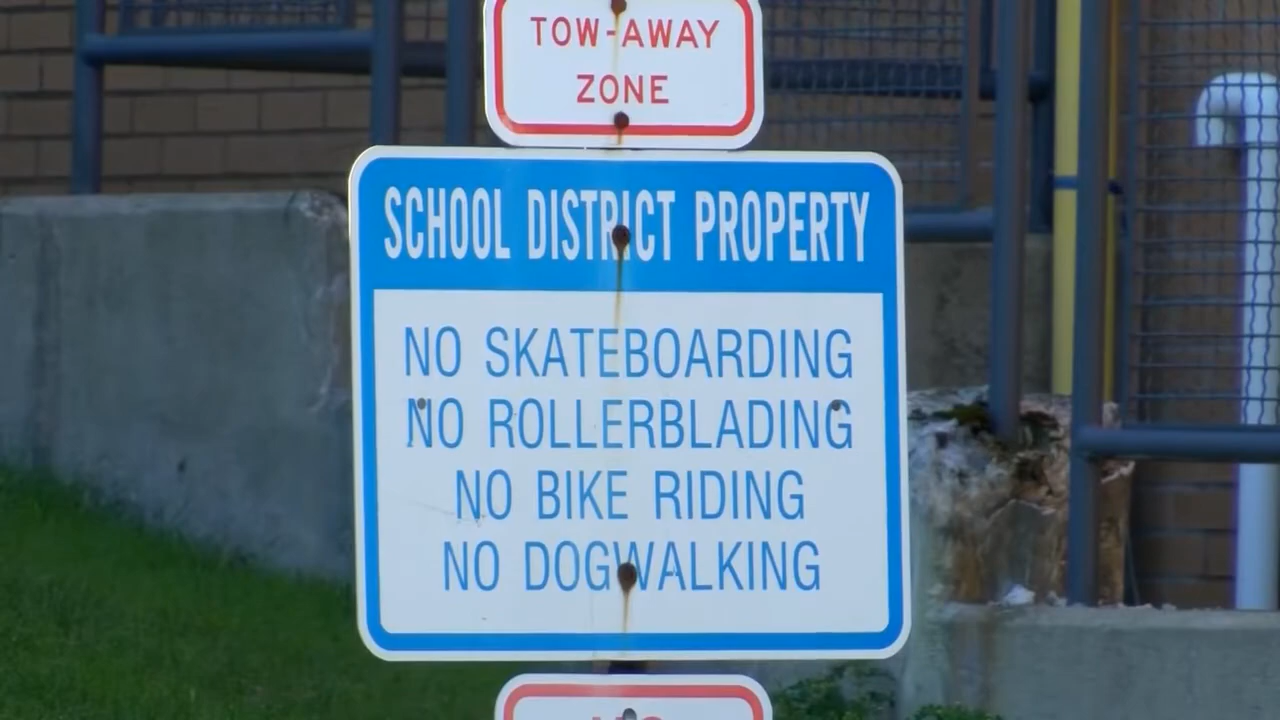 TOW-AWAY
ZONE
SCHOOL DISTRICT PROPERTY
NO SKATEBOARDING
NO ROLLERBLADING
NO BIKE RIDING
NO DOGWALKING